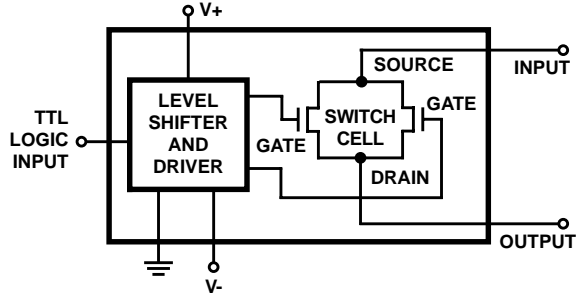 V+
SOURCE
INPUT
LEVEL
SHIFTER
AND
DRIVER
TTL
LOGIC
INPUT
GATE
SWITCH
CELL
GATE
DRAIN
OUTPUT
V-